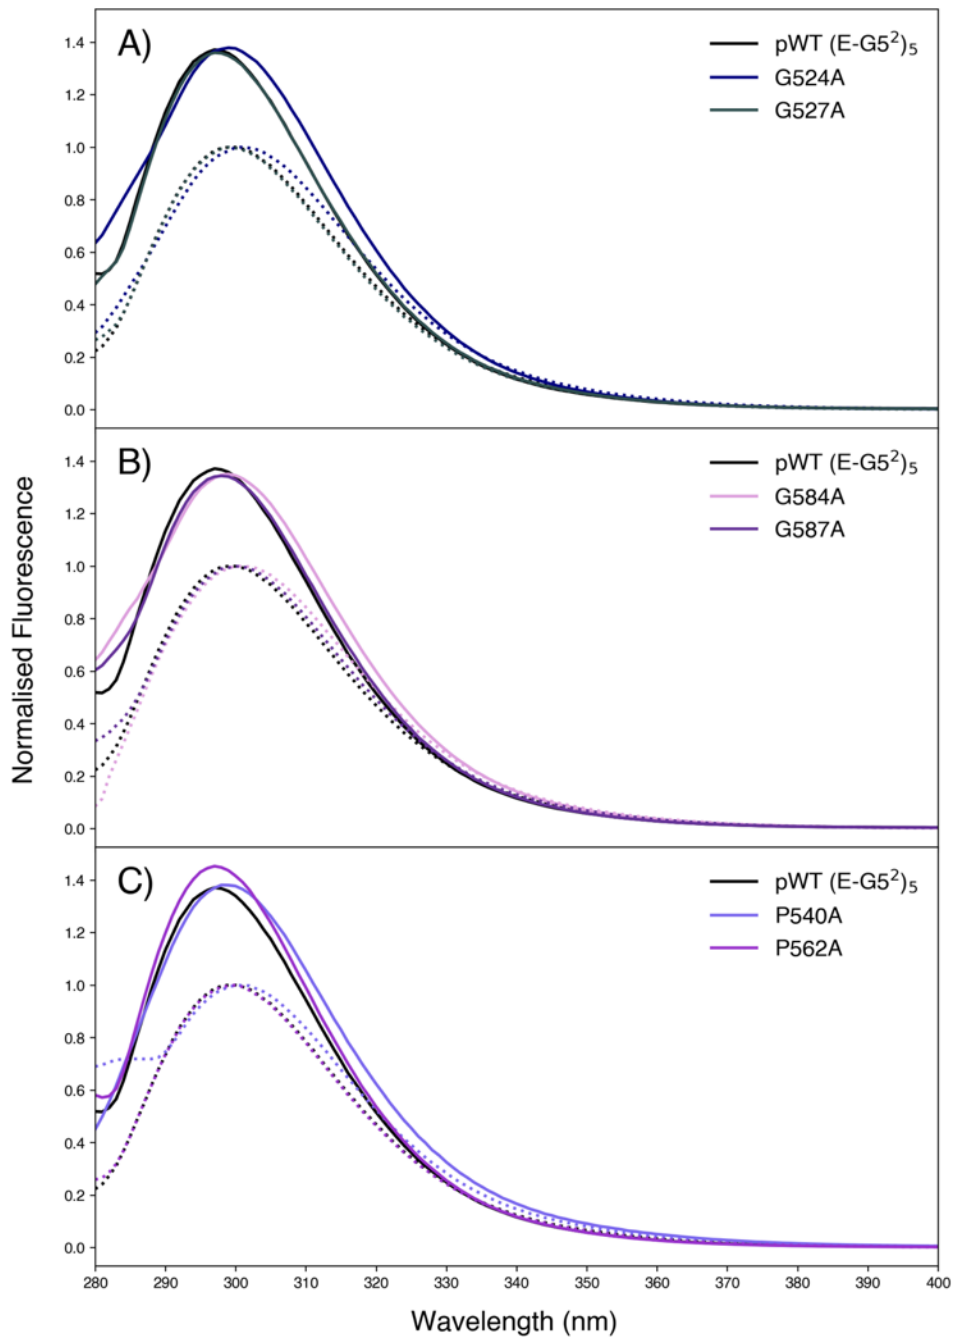 A)
pWT (E-G5²)₅
G524A
G527A
1.4
1.2
1.0
0.8
0.6
0.4
0.2
0.0
B)
pWT (E-G5²)₅
G584A
G587A
1.4
1.2
1.0
0.8
0.6
0.4
0.2
0.0
Normalised Fluorescence
C)
pWT (E-G5²)₅
P540A
P562A
1.4
1.2
1.0
0.8
0.6
0.4
0.2
0.0
280 290 300 310 320 330 340 350 360 370 380 390 400
Wavelength (nm)